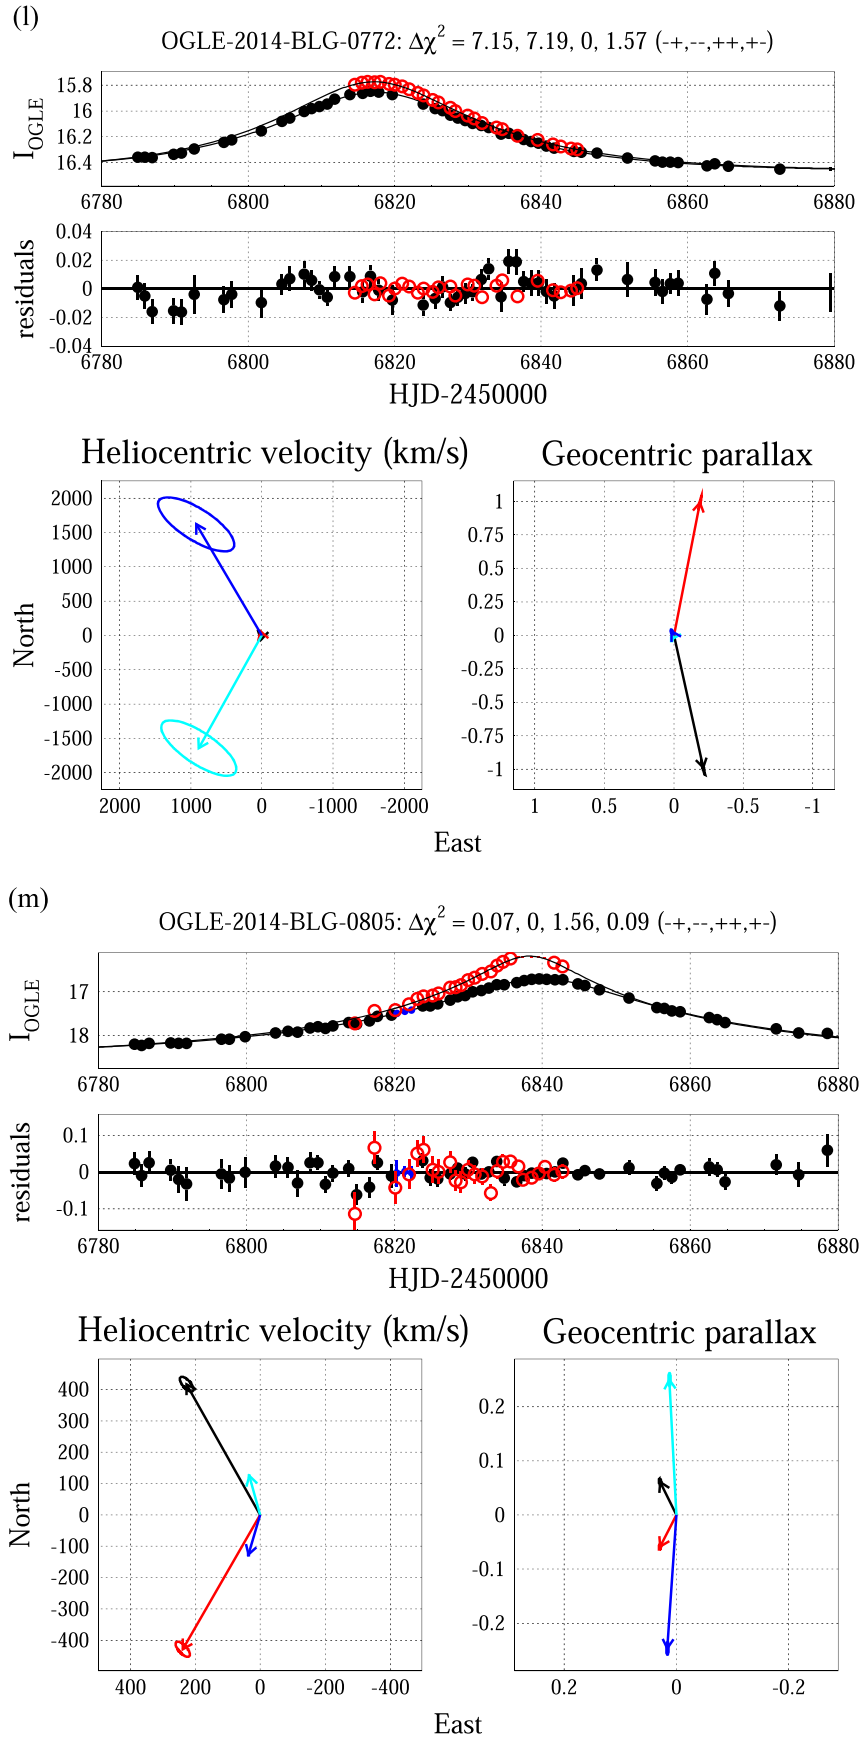 (l)
OGLE-2014-BLG-0772: Δχ² = 7.15, 7.19, 0, 1.57 (-+,--,++,+-)
I_OGLE
15.8
16
16.2
16.4
6780 6800 6820 6840 6860 6880
residuals
0.04
0.02
0
-0.02
-0.04
6780 6800 6820 6840 6860 6880
HJD-2450000
Heliocentric velocity (km/s)
North
2000
1500
1000
500
0
-500
-1000
-1500
-2000
2000 1000 0 -1000 -2000
Geocentric parallax
1
0.75
0.5
0.25
0
-0.25
-0.5
-0.75
-1
1 0.5 0 -0.5 -1
East
(m)
OGLE-2014-BLG-0805: Δχ² = 0.07, 0, 1.56, 0.09 (-+,--,++,+-)
I_OGLE
17
18
6780 6800 6820 6840 6860 6880
residuals
0.1
0
-0.1
6780 6800 6820 6840 6860 6880
HJD-2450000
Heliocentric velocity (km/s)
North
400
300
200
100
0
-100
-200
-300
-400
400 200 0 -200 -400
Geocentric parallax
0.2
0.1
0
-0.1
-0.2
0.2 0 -0.2
East